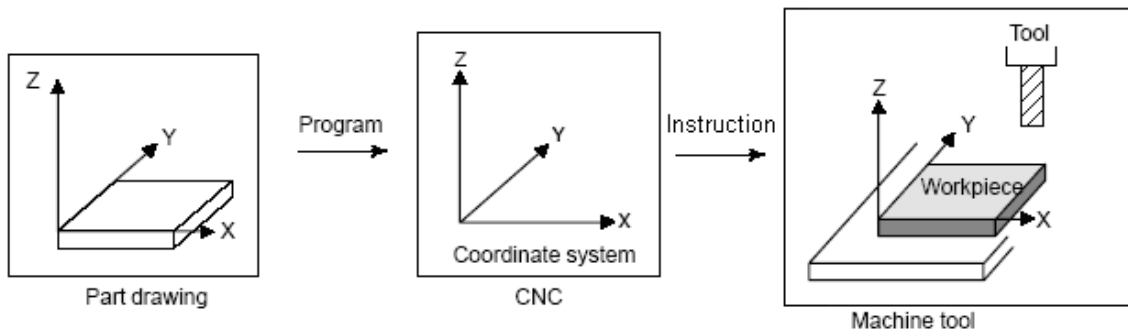 Z
Y
X
Part drawing
Program
Z
Y
X
Coordinate system
CNC
Instruction
Tool
Z
Y
Workpiece
X
Machine tool